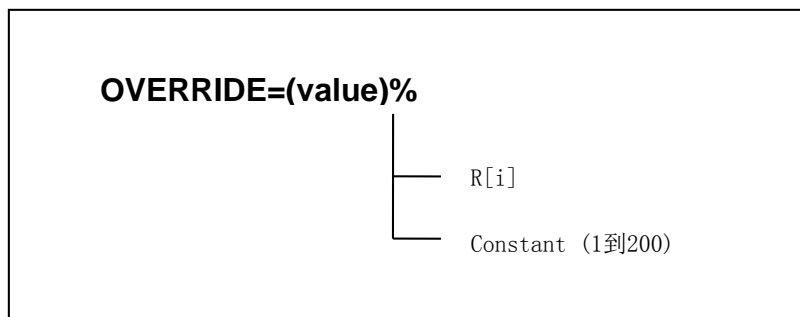 OVERRIDE=(value)%
R[i]
Constant (1到200)